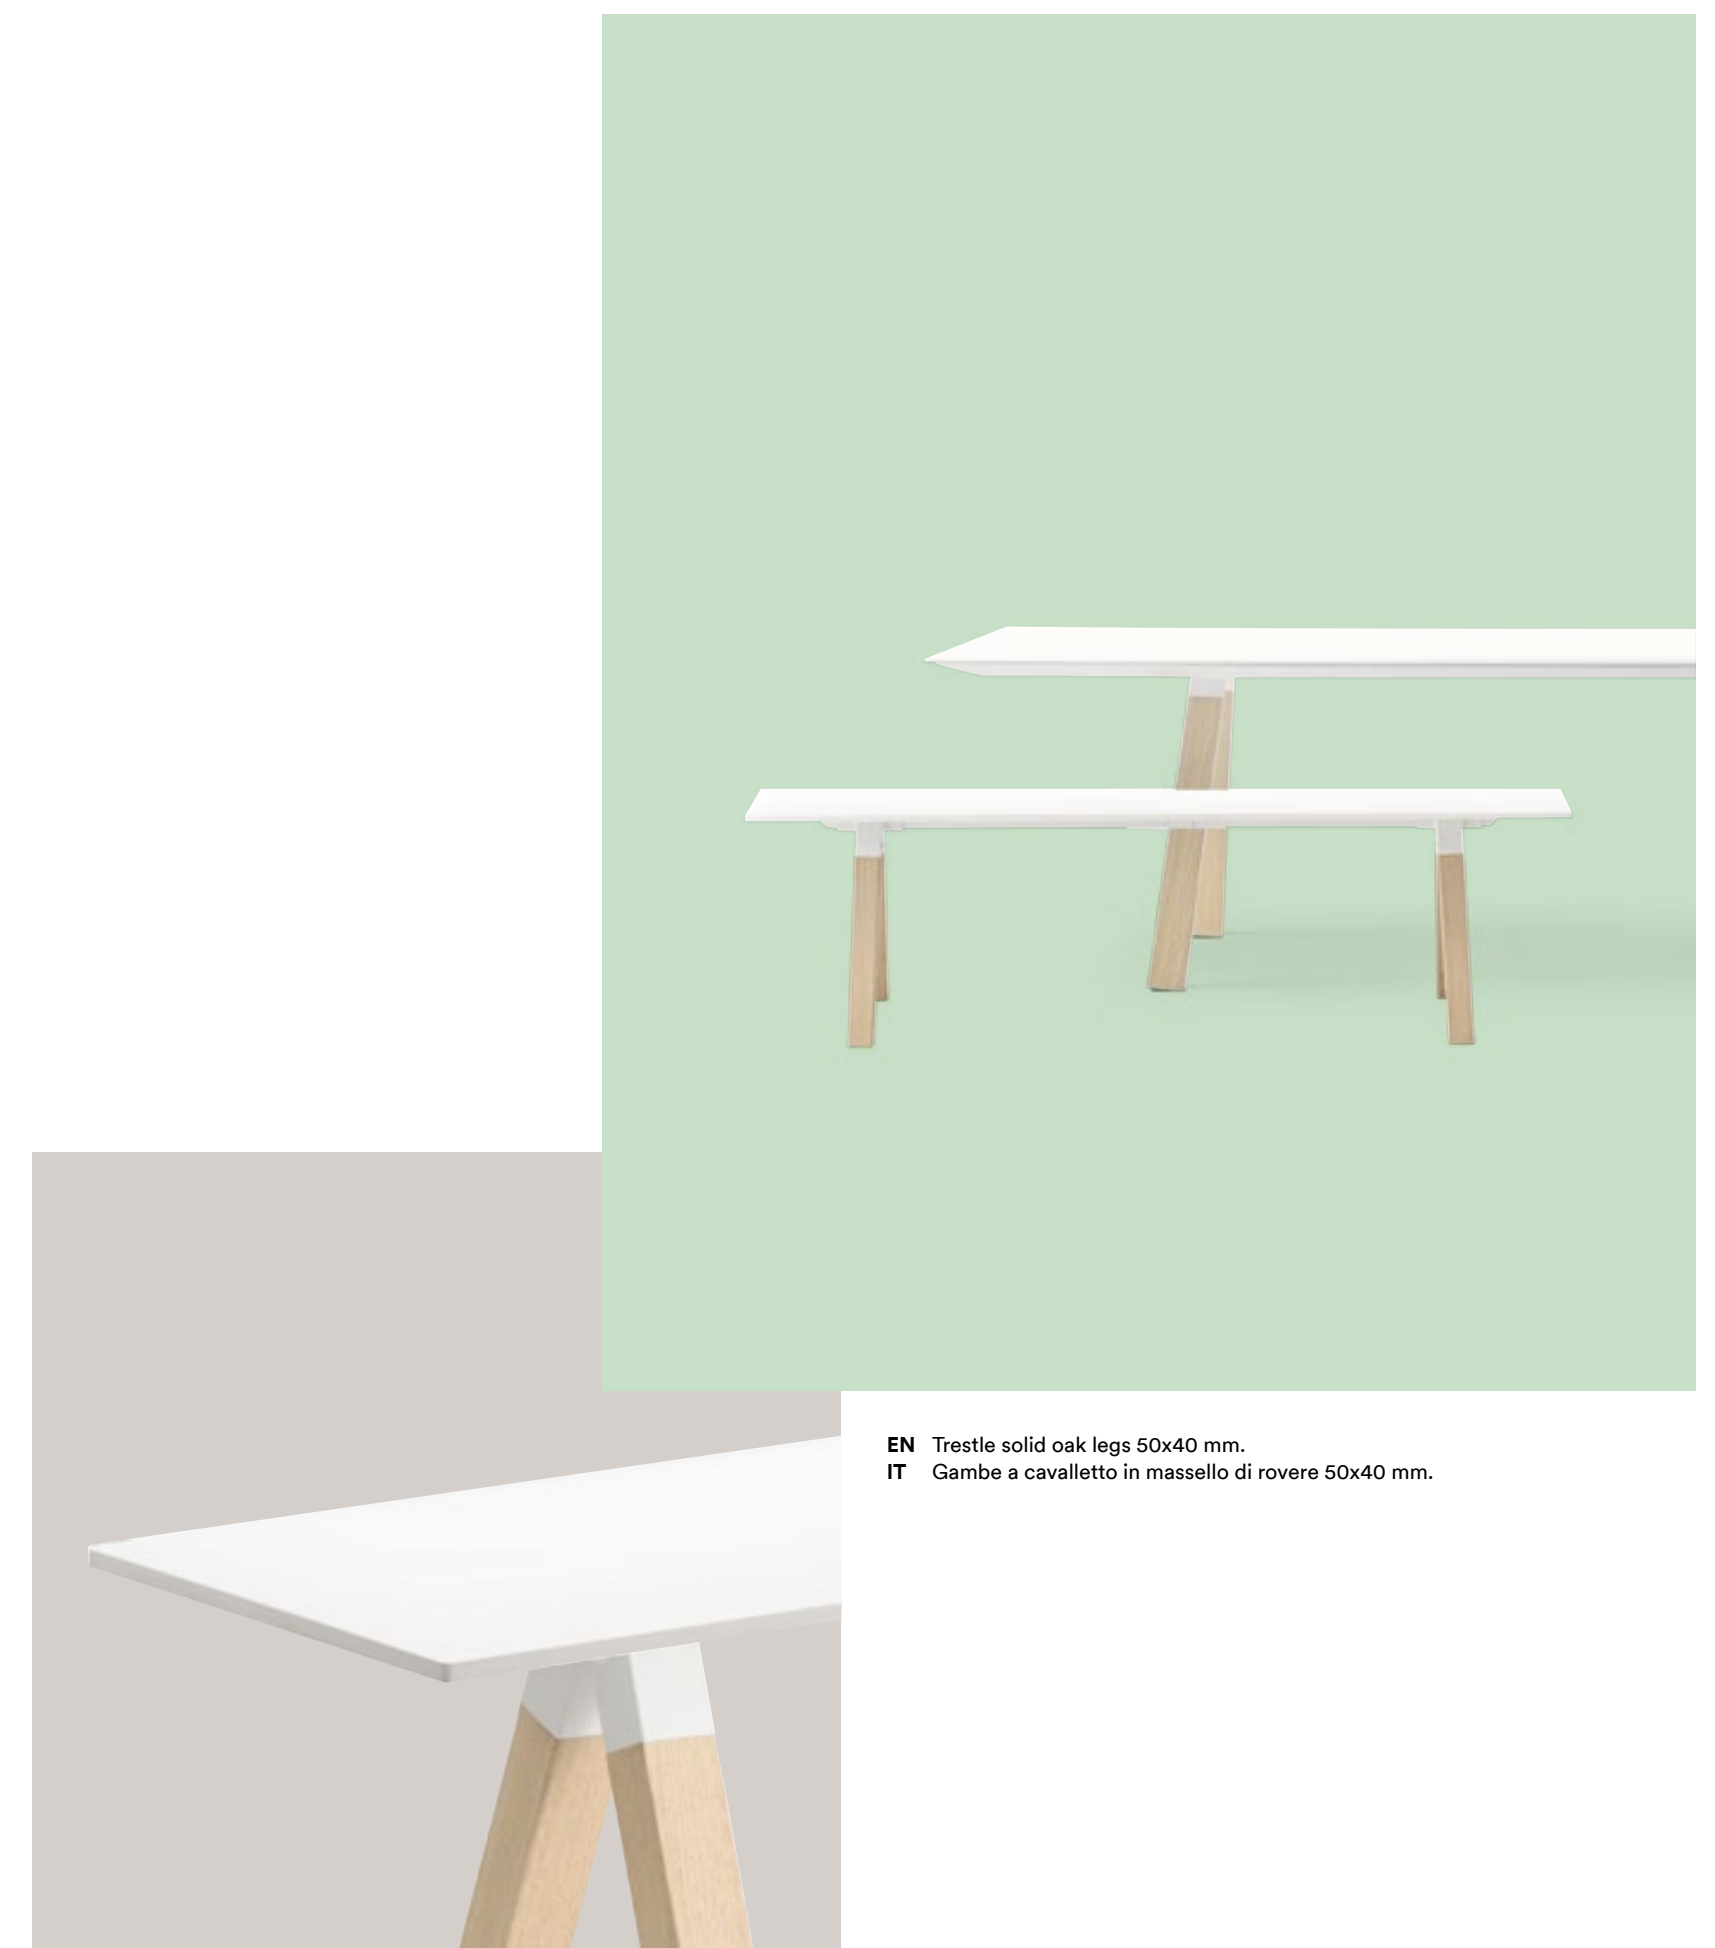 EN Trestle solid oak legs 50x40 mm.
IT Gambe a cavalletto in massello di rovere 50x40 mm.